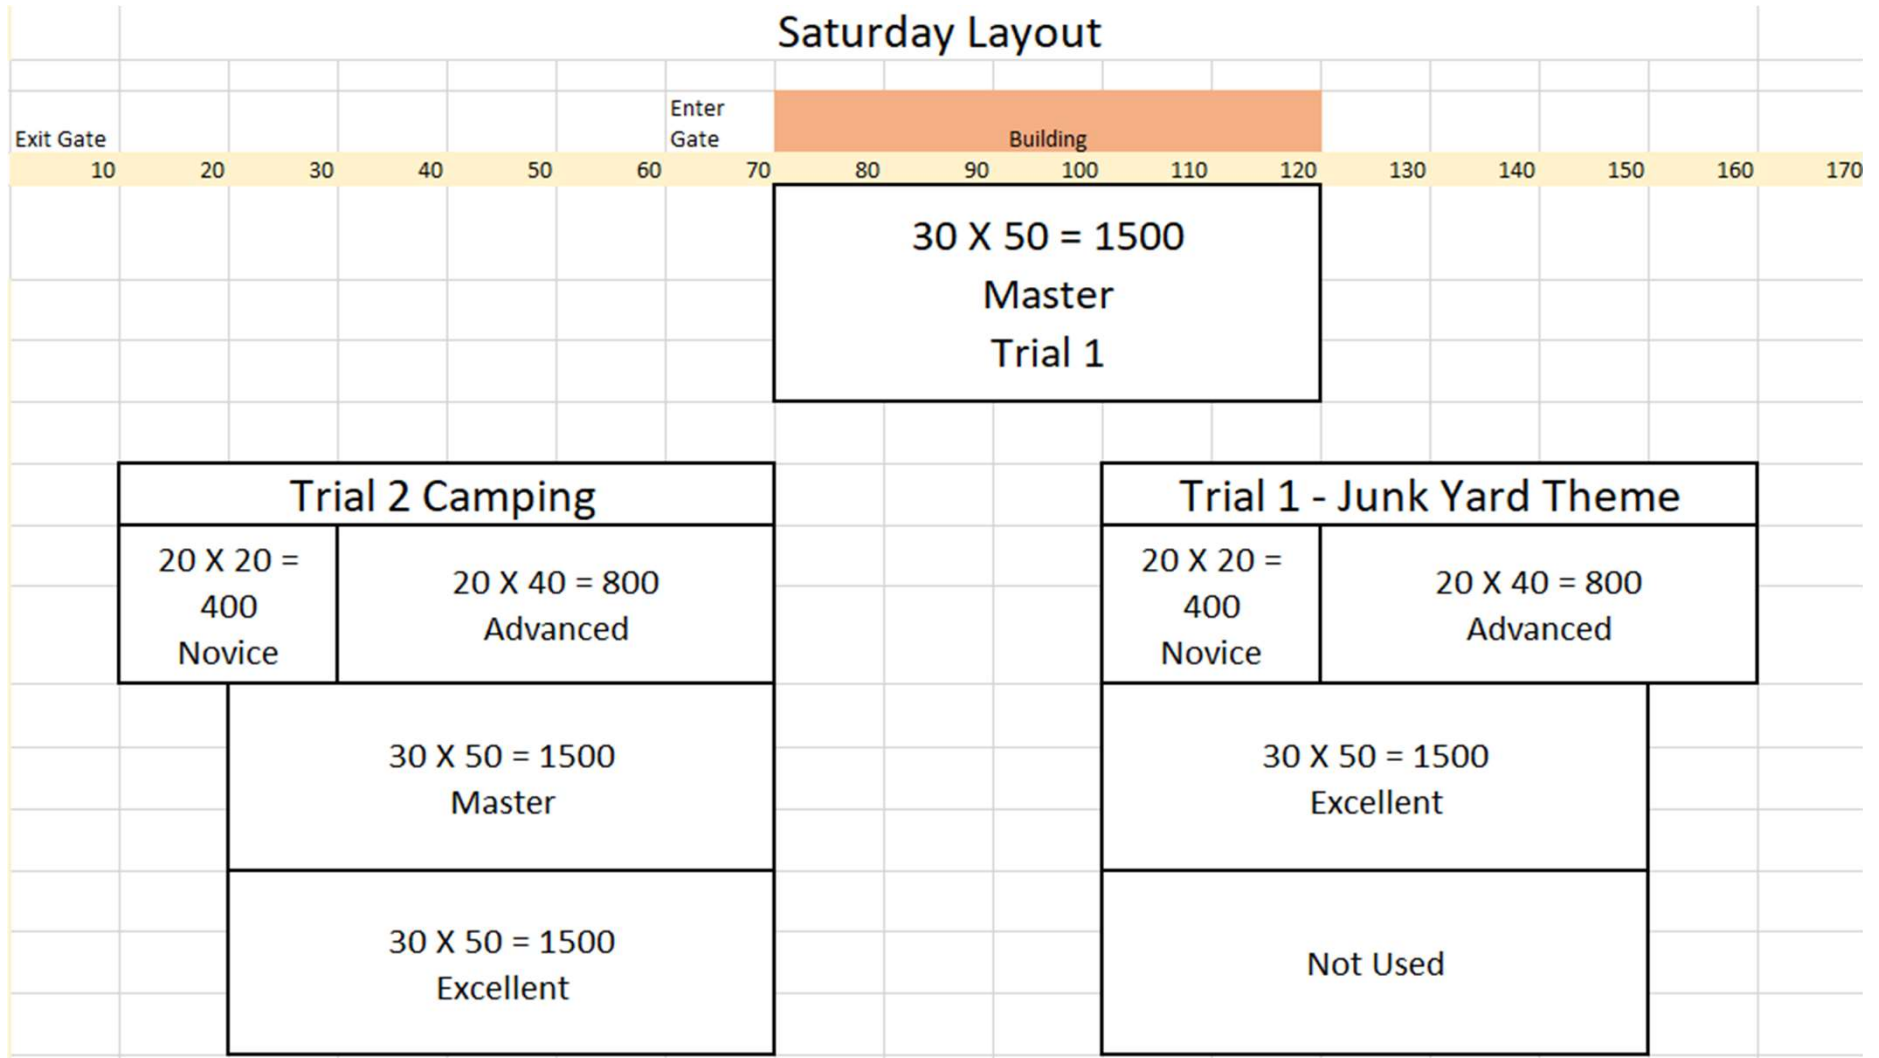 Saturday Layout
Enter
Exit Gate Gate Building
10 20 30 40 50 60 70 80 90 100 110 120 130 140 150 160 170
30 X 50 = 1500
Master
Trial 1
Trial 2 Camping
20 X 20 =
400
Novice
20 X 40 = 800
Advanced
30 X 50 = 1500
Master
30 X 50 = 1500
Excellent
Trial 1 - Junk Yard Theme
20 X 20 =
400
Novice
20 X 40 = 800
Advanced
30 X 50 = 1500
Excellent
Not Used